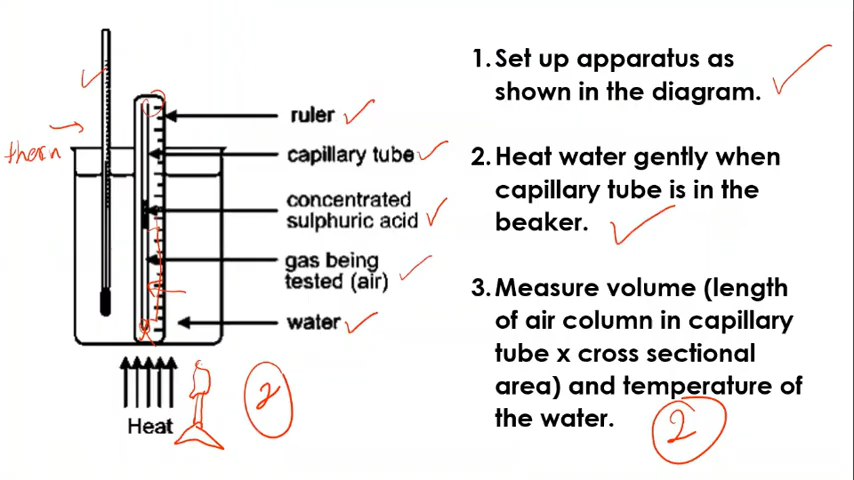 ruler
capillary tube
concentrated
sulphuric acid
gas being
tested (air)
water
Heat
therm
2
1. Set up apparatus as
shown in the diagram.
2. Heat water gently when
capillary tube is in the
beaker.
3. Measure volume (length
of air column in capillary
tube x cross sectional
area) and temperature of
the water.
2